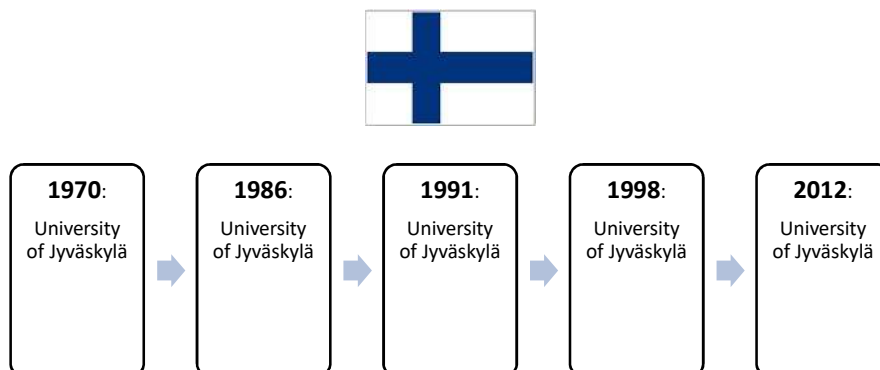 1970:
University
of Jyväskylä
1986:
University
of Jyväskylä
1991:
University
of Jyväskylä
1998:
University
of Jyväskylä
2012:
University
of Jyväskylä